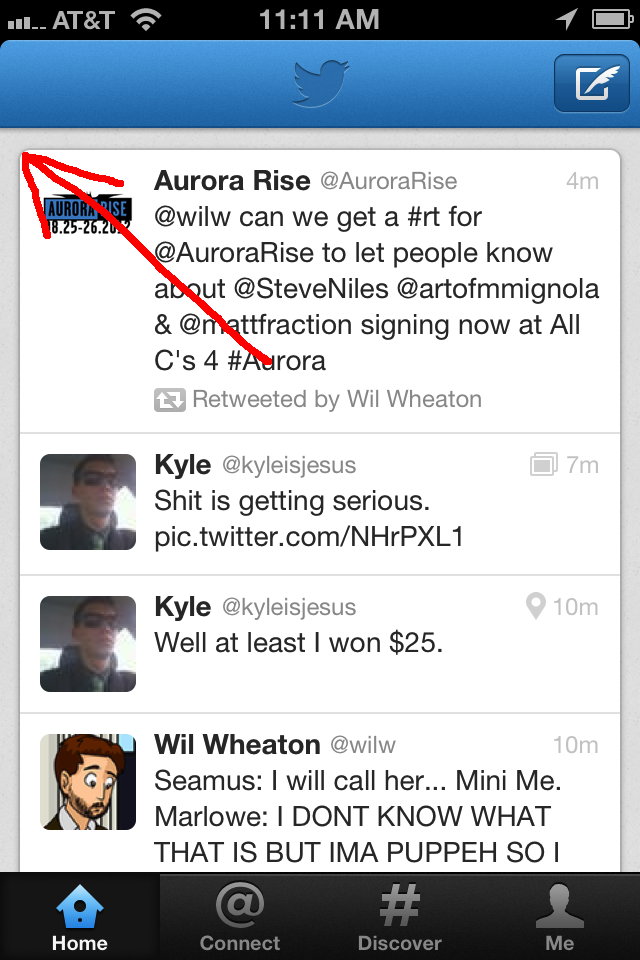 AT&T 11:11 AM
Aurora Rise @AuroraRise 4m
AURORA RISE
@wilw can we get a #rt for
@AuroraRise to let people know
about @SteveNiles @artofmmignola
& @mattfraction signing now at All
C's 4 #Aurora
Retweeted by Wil Wheaton
Kyle @kyleisjesus 7m
Shit is getting serious.
pic.twitter.com/NHrPXL1
Kyle @kyleisjesus 10m
Well at least I won $25.
Wil Wheaton @wilw 10m
Seamus: I will call her... Mini Me.
Marlowe: I DONT KNOW WHAT
THAT IS BUT IMA PUPPEH SO I
Home Connect Discover Me